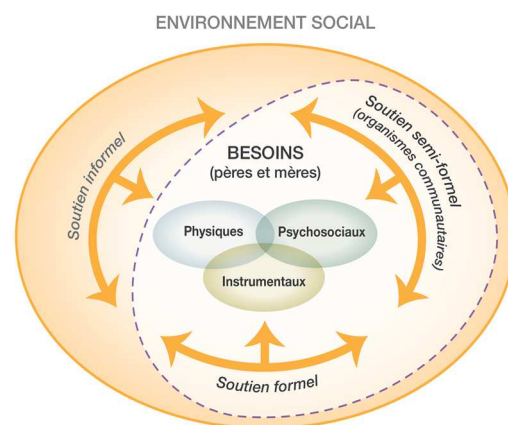 ENVIRONNEMENT SOCIAL
Soutien informel
Soutien semi-formel
(organismes communautaires)
BESOINS
(pères et mères)
Physiques
Psychosociaux
Instrumentaux
Soutien formel